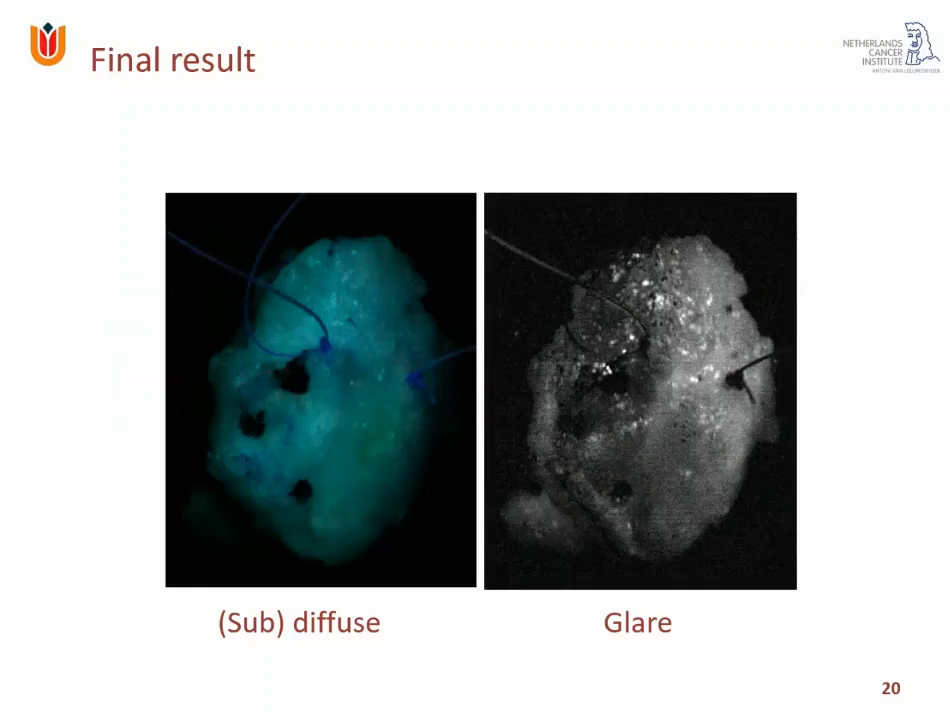 Final result
NETHERLANDS
CANCER
INSTITUTE
ANTONI VAN LEEUWENHOEK
(Sub) diffuse
Glare
20